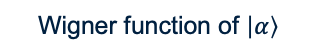 Wigner function of |α⟩